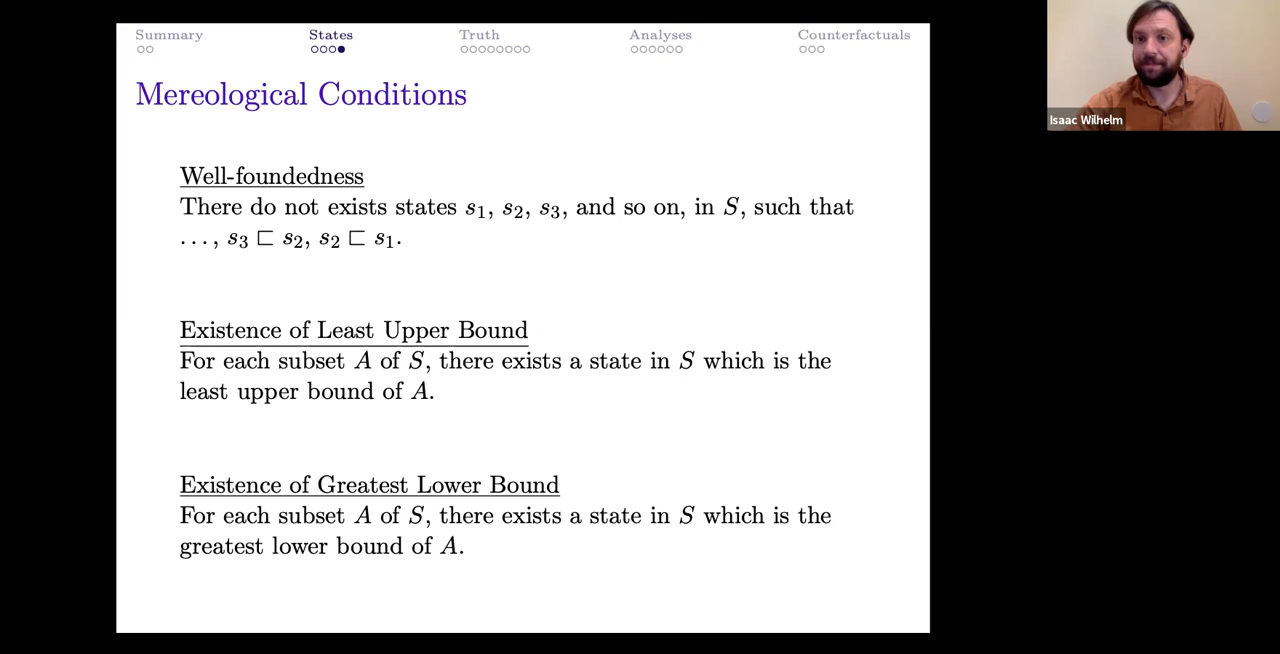 Summary States Truth Analyses Counterfactuals
Mereological Conditions
Well-foundedness
There do not exists states s₁, s₂, s₃, and so on, in S, such that
..., s₃ ⊏ s₂, s₂ ⊏ s₁.
Existence of Least Upper Bound
For each subset A of S, there exists a state in S which is the
least upper bound of A.
Existence of Greatest Lower Bound
For each subset A of S, there exists a state in S which is the
greatest lower bound of A.
Isaac Wilhelm